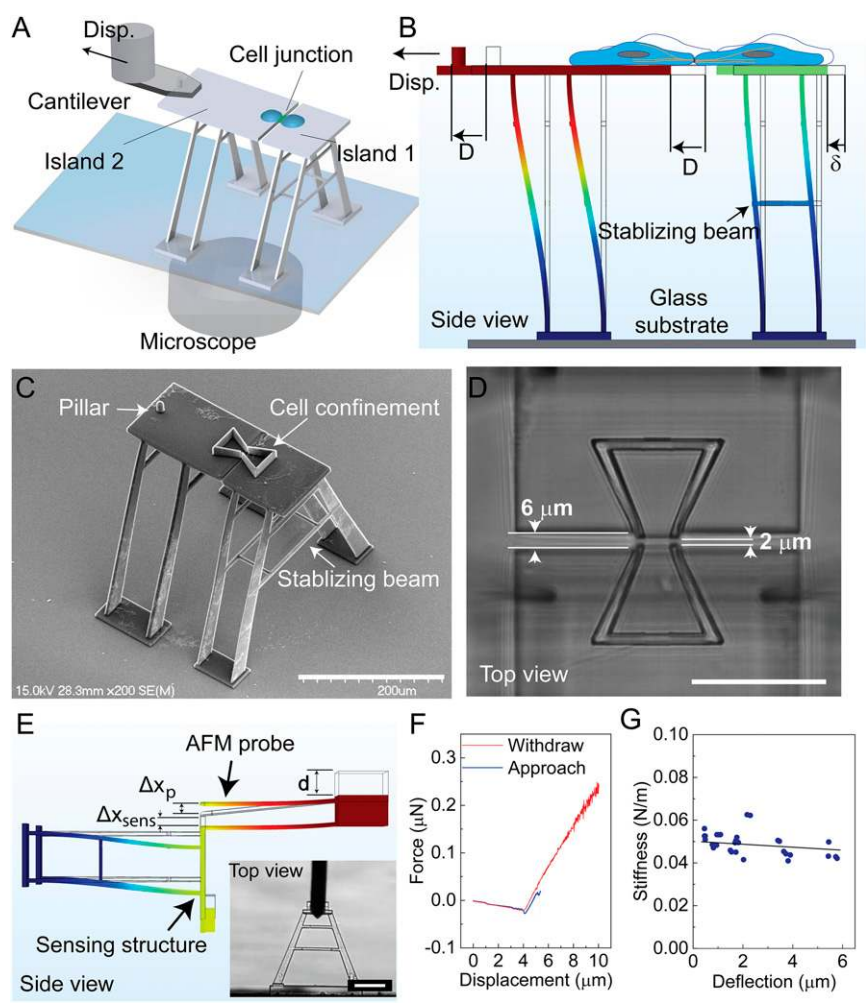 A
Disp.
Cell junction
Cantilever
Island 2
Island 1
Microscope
B
Disp.
D
D
δ
Stablizing beam
Side view
Glass
substrate
C
Pillar
Cell confinement
Stablizing beam
15.0kV 28.3mm x200 SE(M)
200um
D
6 μm
2 μm
Top view
E
AFM probe
Δxp
d
Δxsens
Top view
Sensing structure
Side view
F
Withdraw
Approach
0.3
0.2
0.1
0.0
-0.1
Force (μN)
0 2 4 6 8 10
Displacement (μm)
G
0.10
0.08
0.06
0.04
0.02
0.00
Stiffness (N/m)
0 2 4 6
Deflection (μm)